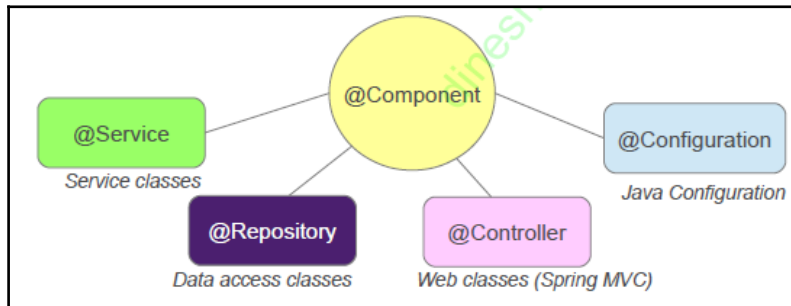 @Component
@Service
Service classes
@Configuration
Java Configuration
@Repository
Data access classes
@Controller
Web classes (Spring MVC)